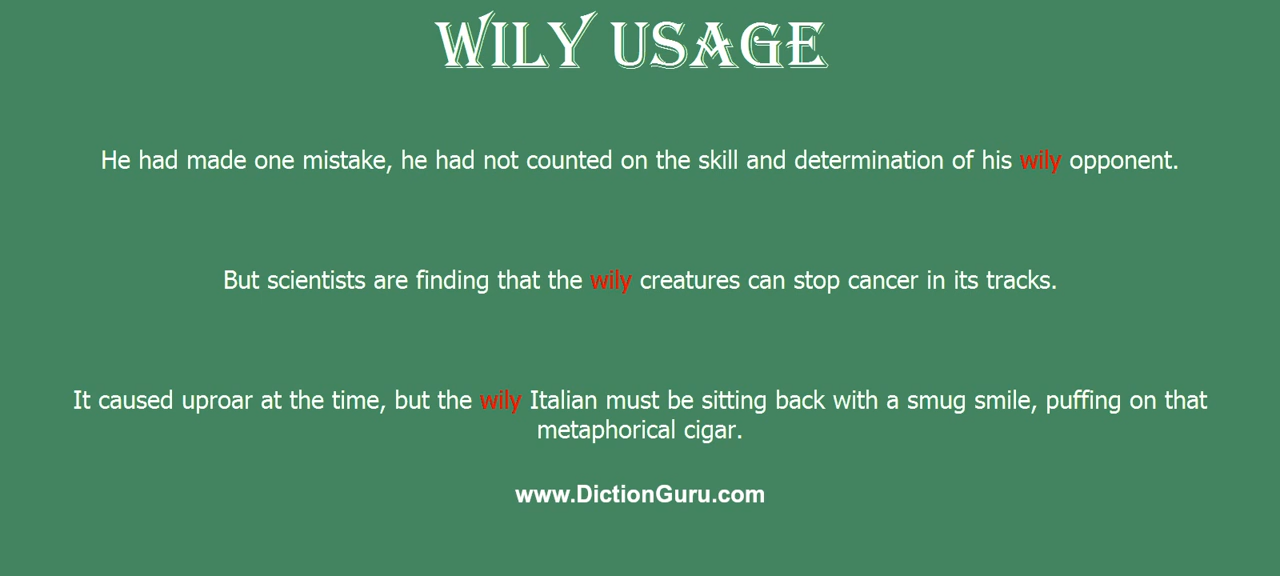 WILY USAGE
He had made one mistake, he had not counted on the skill and determination of his wily opponent.
But scientists are finding that the wily creatures can stop cancer in its tracks.
It caused uproar at the time, but the wily Italian must be sitting back with a smug smile, puffing on that
metaphorical cigar.
www.DictionGuru.com